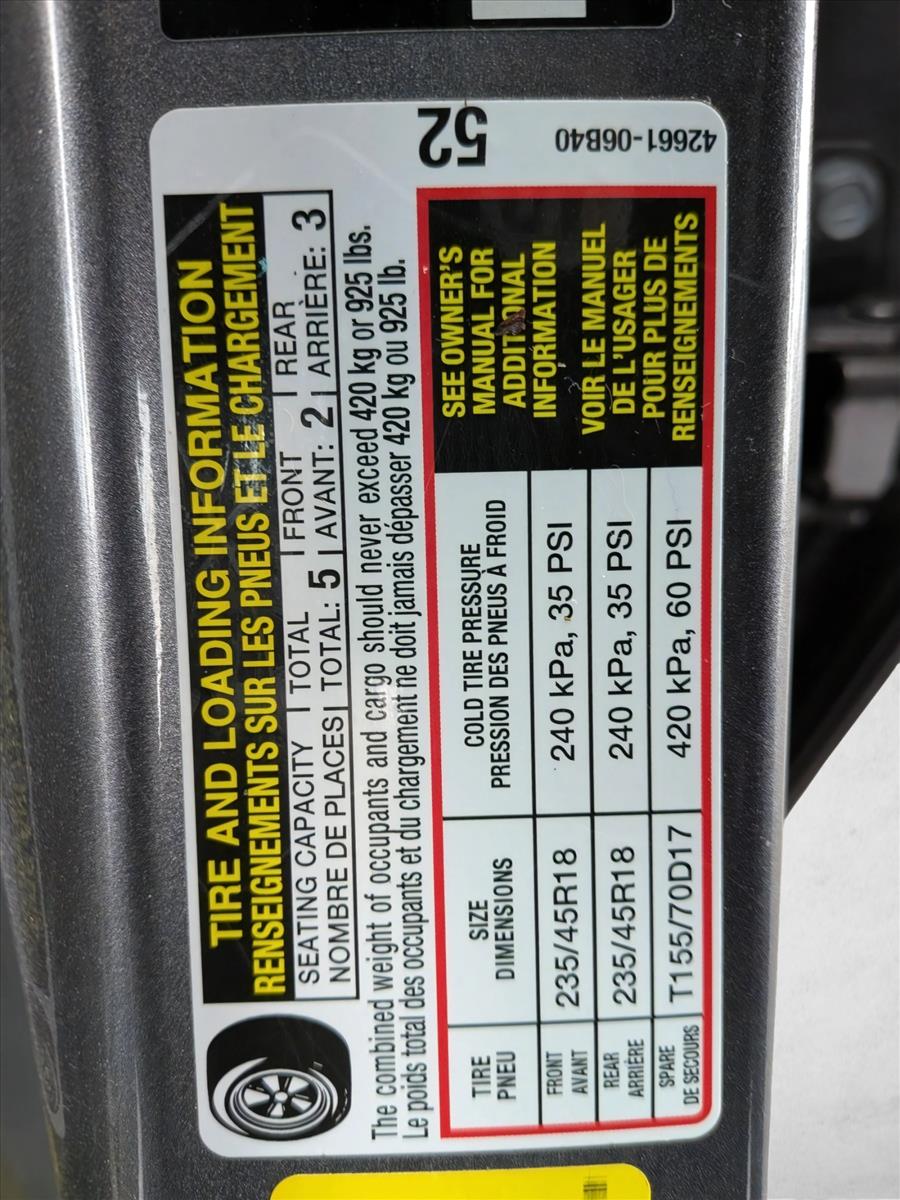 TIRE AND LOADING INFORMATION
RENSEIGNEMENTS SUR LES PNEUS ET LE CHARGEMENT
SEATING CAPACITY | TOTAL | FRONT | REAR
NOMBRE DE PLACES | TOTAL: 5 | AVANT: 2 | ARRIÈRE: 3
The combined weight of occupants and cargo should never exceed 420 kg or 925 lbs.
Le poids total des occupants et du chargement ne doit jamais dépasser 420 kg ou 925 lb.
TIRE SIZE COLD TIRE PRESSURE
PNEU DIMENSIONS PRESSION DES PNEUS À FROID
FRONT
AVANT 235/45R18 240 kPa, 35 PSI
REAR
ARRIÈRE 235/45R18 240 kPa, 35 PSI
SPARE
DE SECOURS T155/70D17 420 kPa, 60 PSI
SEE OWNER'S
MANUAL FOR
ADDITIONAL
INFORMATION
VOIR LE MANUEL
DE L'USAGER
POUR PLUS DE
RENSEIGNEMENTS
52
42661-06B40